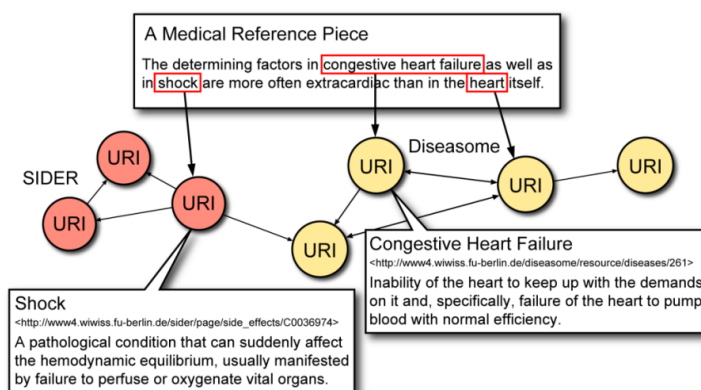 A Medical Reference Piece
The determining factors in congestive heart failure as well as
in shock are more often extracardiac than in the heart itself.
SIDER
URI
URI
URI
URI
Diseasome
URI
URI
URI
Congestive Heart Failure
<http://www4.wiwiss.fu-berlin.de/diseasome/resource/diseases/261>
Inability of the heart to keep up with the demands
on it and, specifically, failure of the heart to pump
blood with normal efficiency.
Shock
<http://www4.wiwiss.fu-berlin.de/sider/page/side_effects/C0036974>
A pathological condition that can suddenly affect
the hemodynamic equilibrium, usually manifested
by failure to perfuse or oxygenate vital organs.